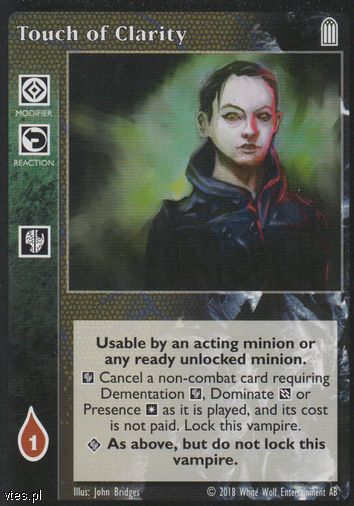 Touch of Clarity
MODIFIER
REACTION
Usable by an acting minion or
any ready unlocked minion.
Cancel a non-combat card requiring
Dementation , Dominate or
Presence as it is played, and its cost
is not paid. Lock this vampire.
As above, but do not lock this
vampire.
1
Illus: John Bridges
© 2018 White Wolf Entertainment AB
vtes.pl